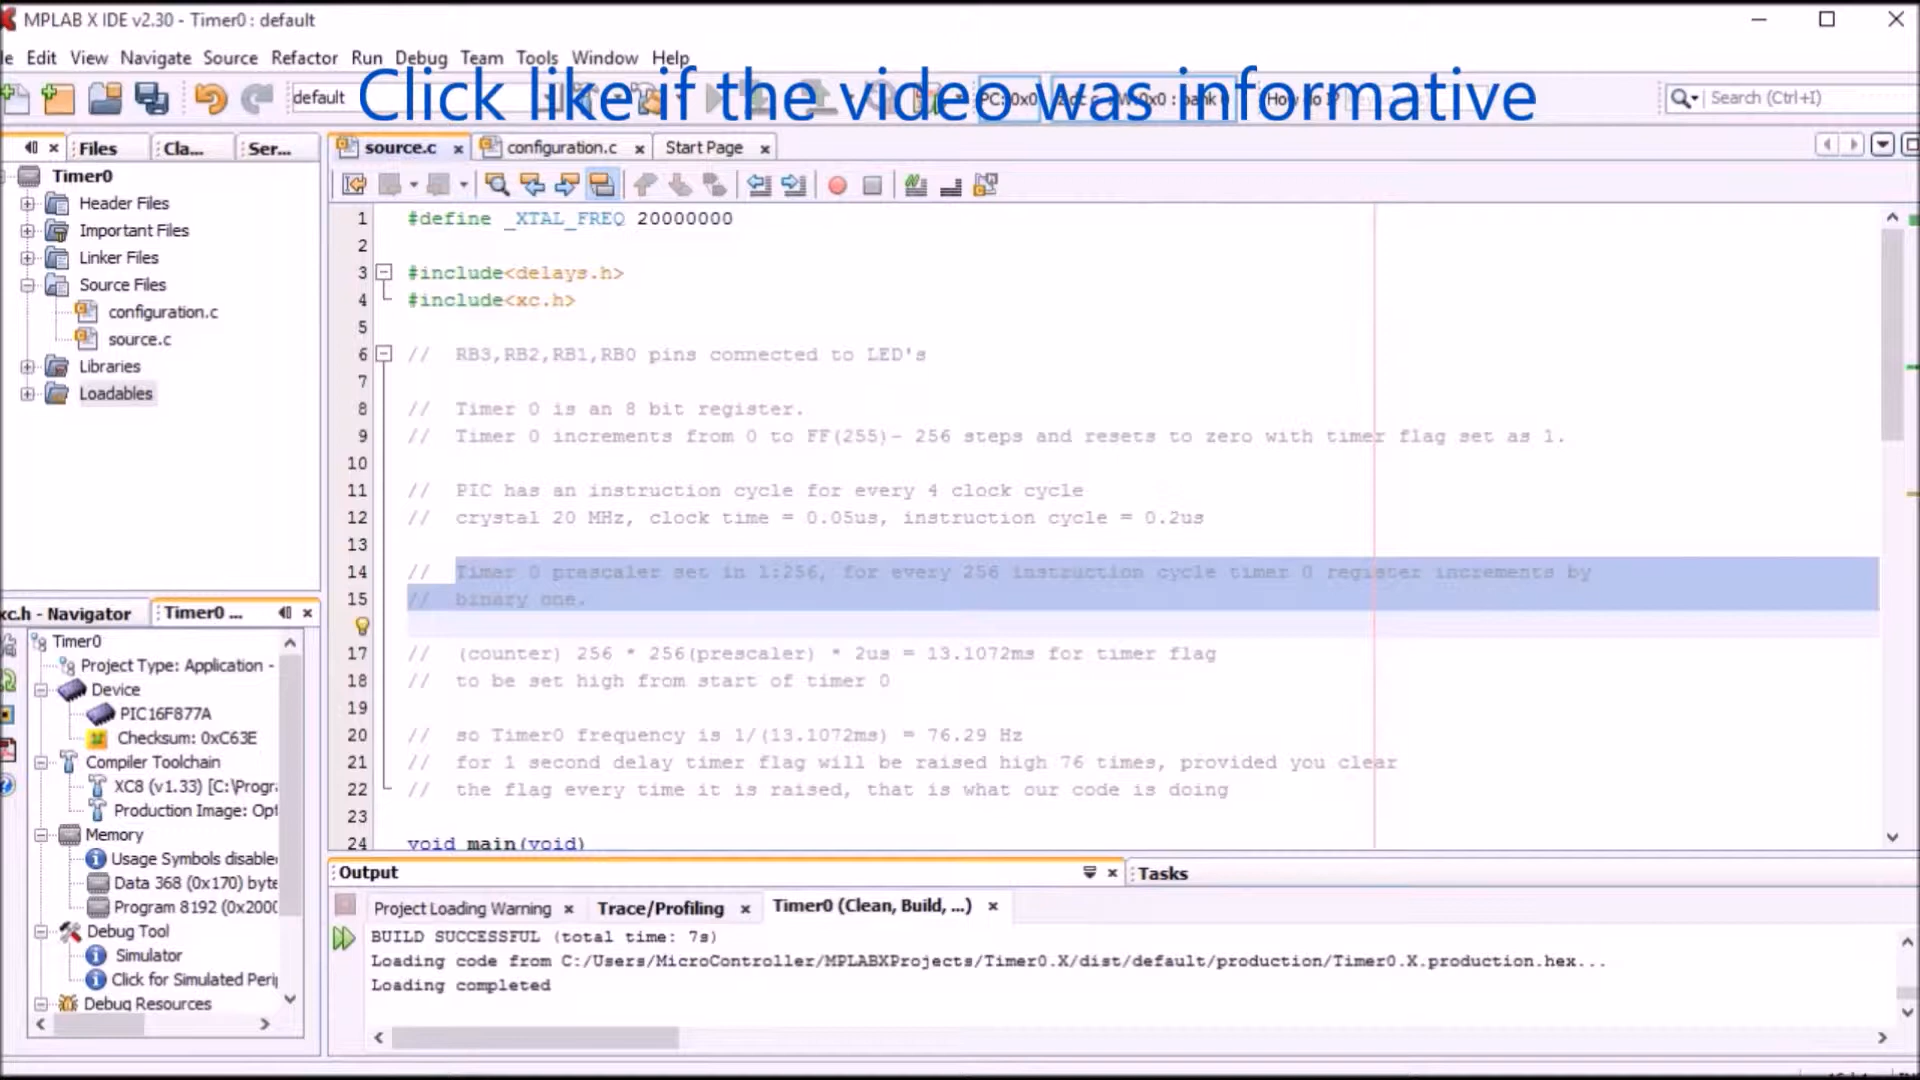 MPLAB X IDE v2.30 - Timer0 : default
Edit View Navigate Source Refactor Run Debug Team Tools Window Help
default
Click like if the video was informative
How do I
Search (Ctrl+I)
Files Cla... Ser...
source.c configuration.c Start Page
Timer0
Header Files
Important Files
Linker Files
Source Files
configuration.c
source.c
Libraries
Loadables
1 #define _XTAL_FREQ 20000000
2
3 #include<delays.h>
4 #include<xc.h>
5
6 // RB3,RB2,RB1,RB0 pins connected to LED's
7
8 // Timer 0 is an 8 bit register.
9 // Timer 0 increments from 0 to FF(255)- 256 steps and resets to zero with timer flag set as 1.
10
11 // PIC has an instruction cycle for every 4 clock cycle
12 // crystal 20 MHz, clock time = 0.05us, instruction cycle = 0.2us
13
14 // Timer 0 prescaler set in 1:256, for every 256 instruction cycle timer 0 register increments by
15 // binary one.
17 // (counter) 256 * 256(prescaler) * 2us = 13.1072ms for timer flag
18 // to be set high from start of timer 0
19
20 // so Timer0 frequency is 1/(13.1072ms) = 76.29 Hz
21 // for 1 second delay timer flag will be raised high 76 times, provided you clear
22 // the flag every time it is raised, that is what our code is doing
23
24 void main(void)
xc.h - Navigator Timer0 ...
Timer0
Project Type: Application -
Device
PIC16F877A
Checksum: 0xC63E
Compiler Toolchain
XC8 (v1.33) [C:\Progr
Production Image: Opt
Memory
Usage Symbols disable
Data 368 (0x170) byte
Program 8192 (0x2000
Debug Tool
Simulator
Click for Simulated Peri
Debug Resources
Output Tasks
Project Loading Warning Trace/Profiling Timer0 (Clean, Build, ...)
BUILD SUCCESSFUL (total time: 7s)
Loading code from C:/Users/MicroController/MPLABXProjects/Timer0.X/dist/default/production/Timer0.X.production.hex...
Loading completed